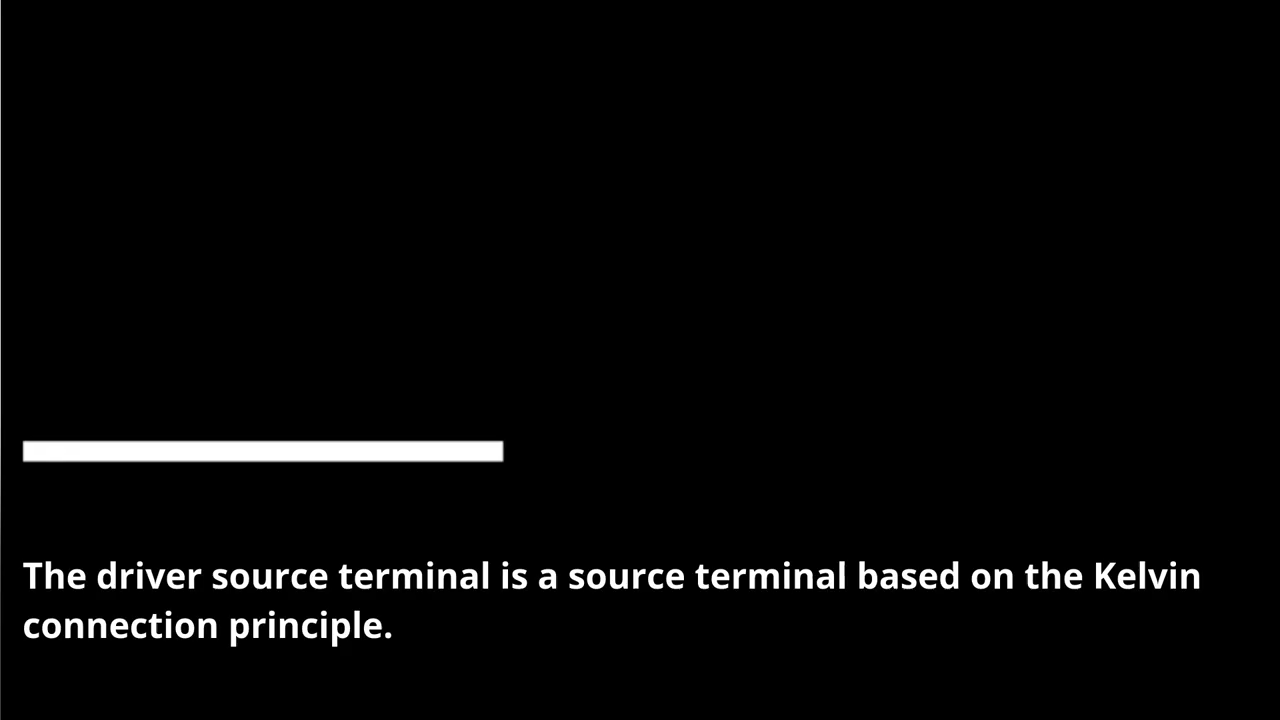 The driver source terminal is a source terminal based on the Kelvin
connection principle.